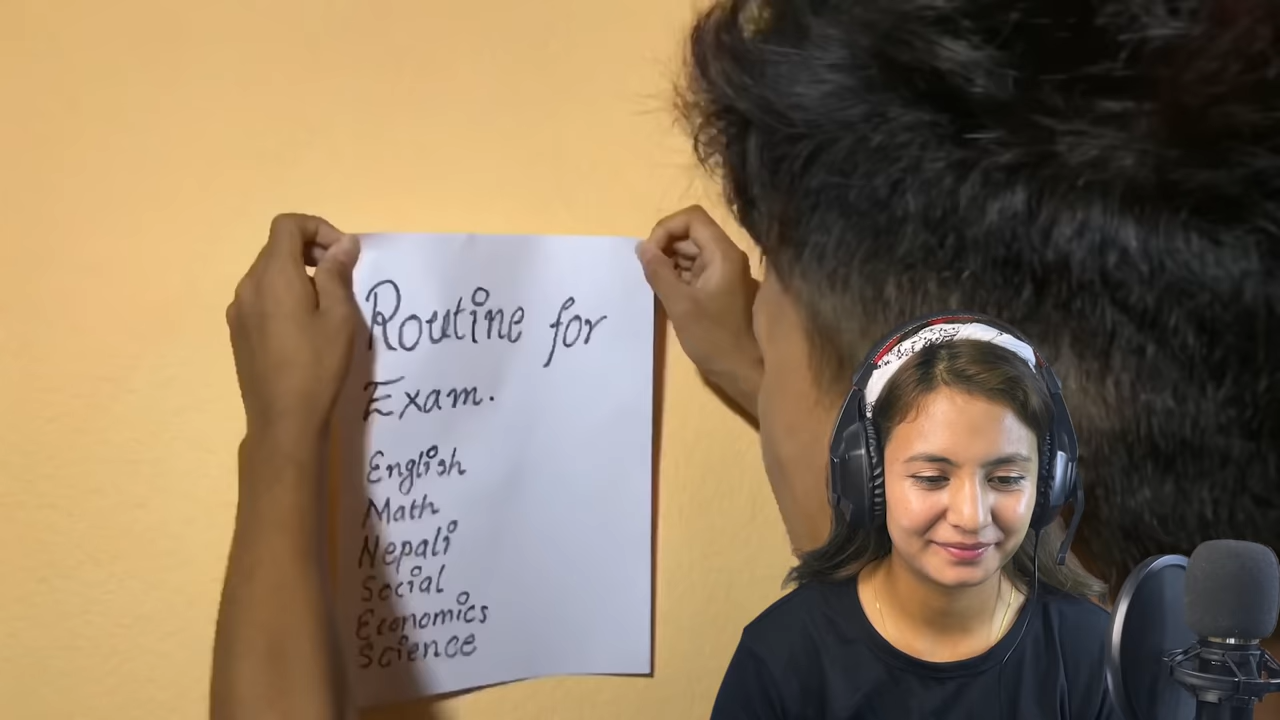 Routine for
Exam.
English
Math
Nepali
Social
Economics
Science